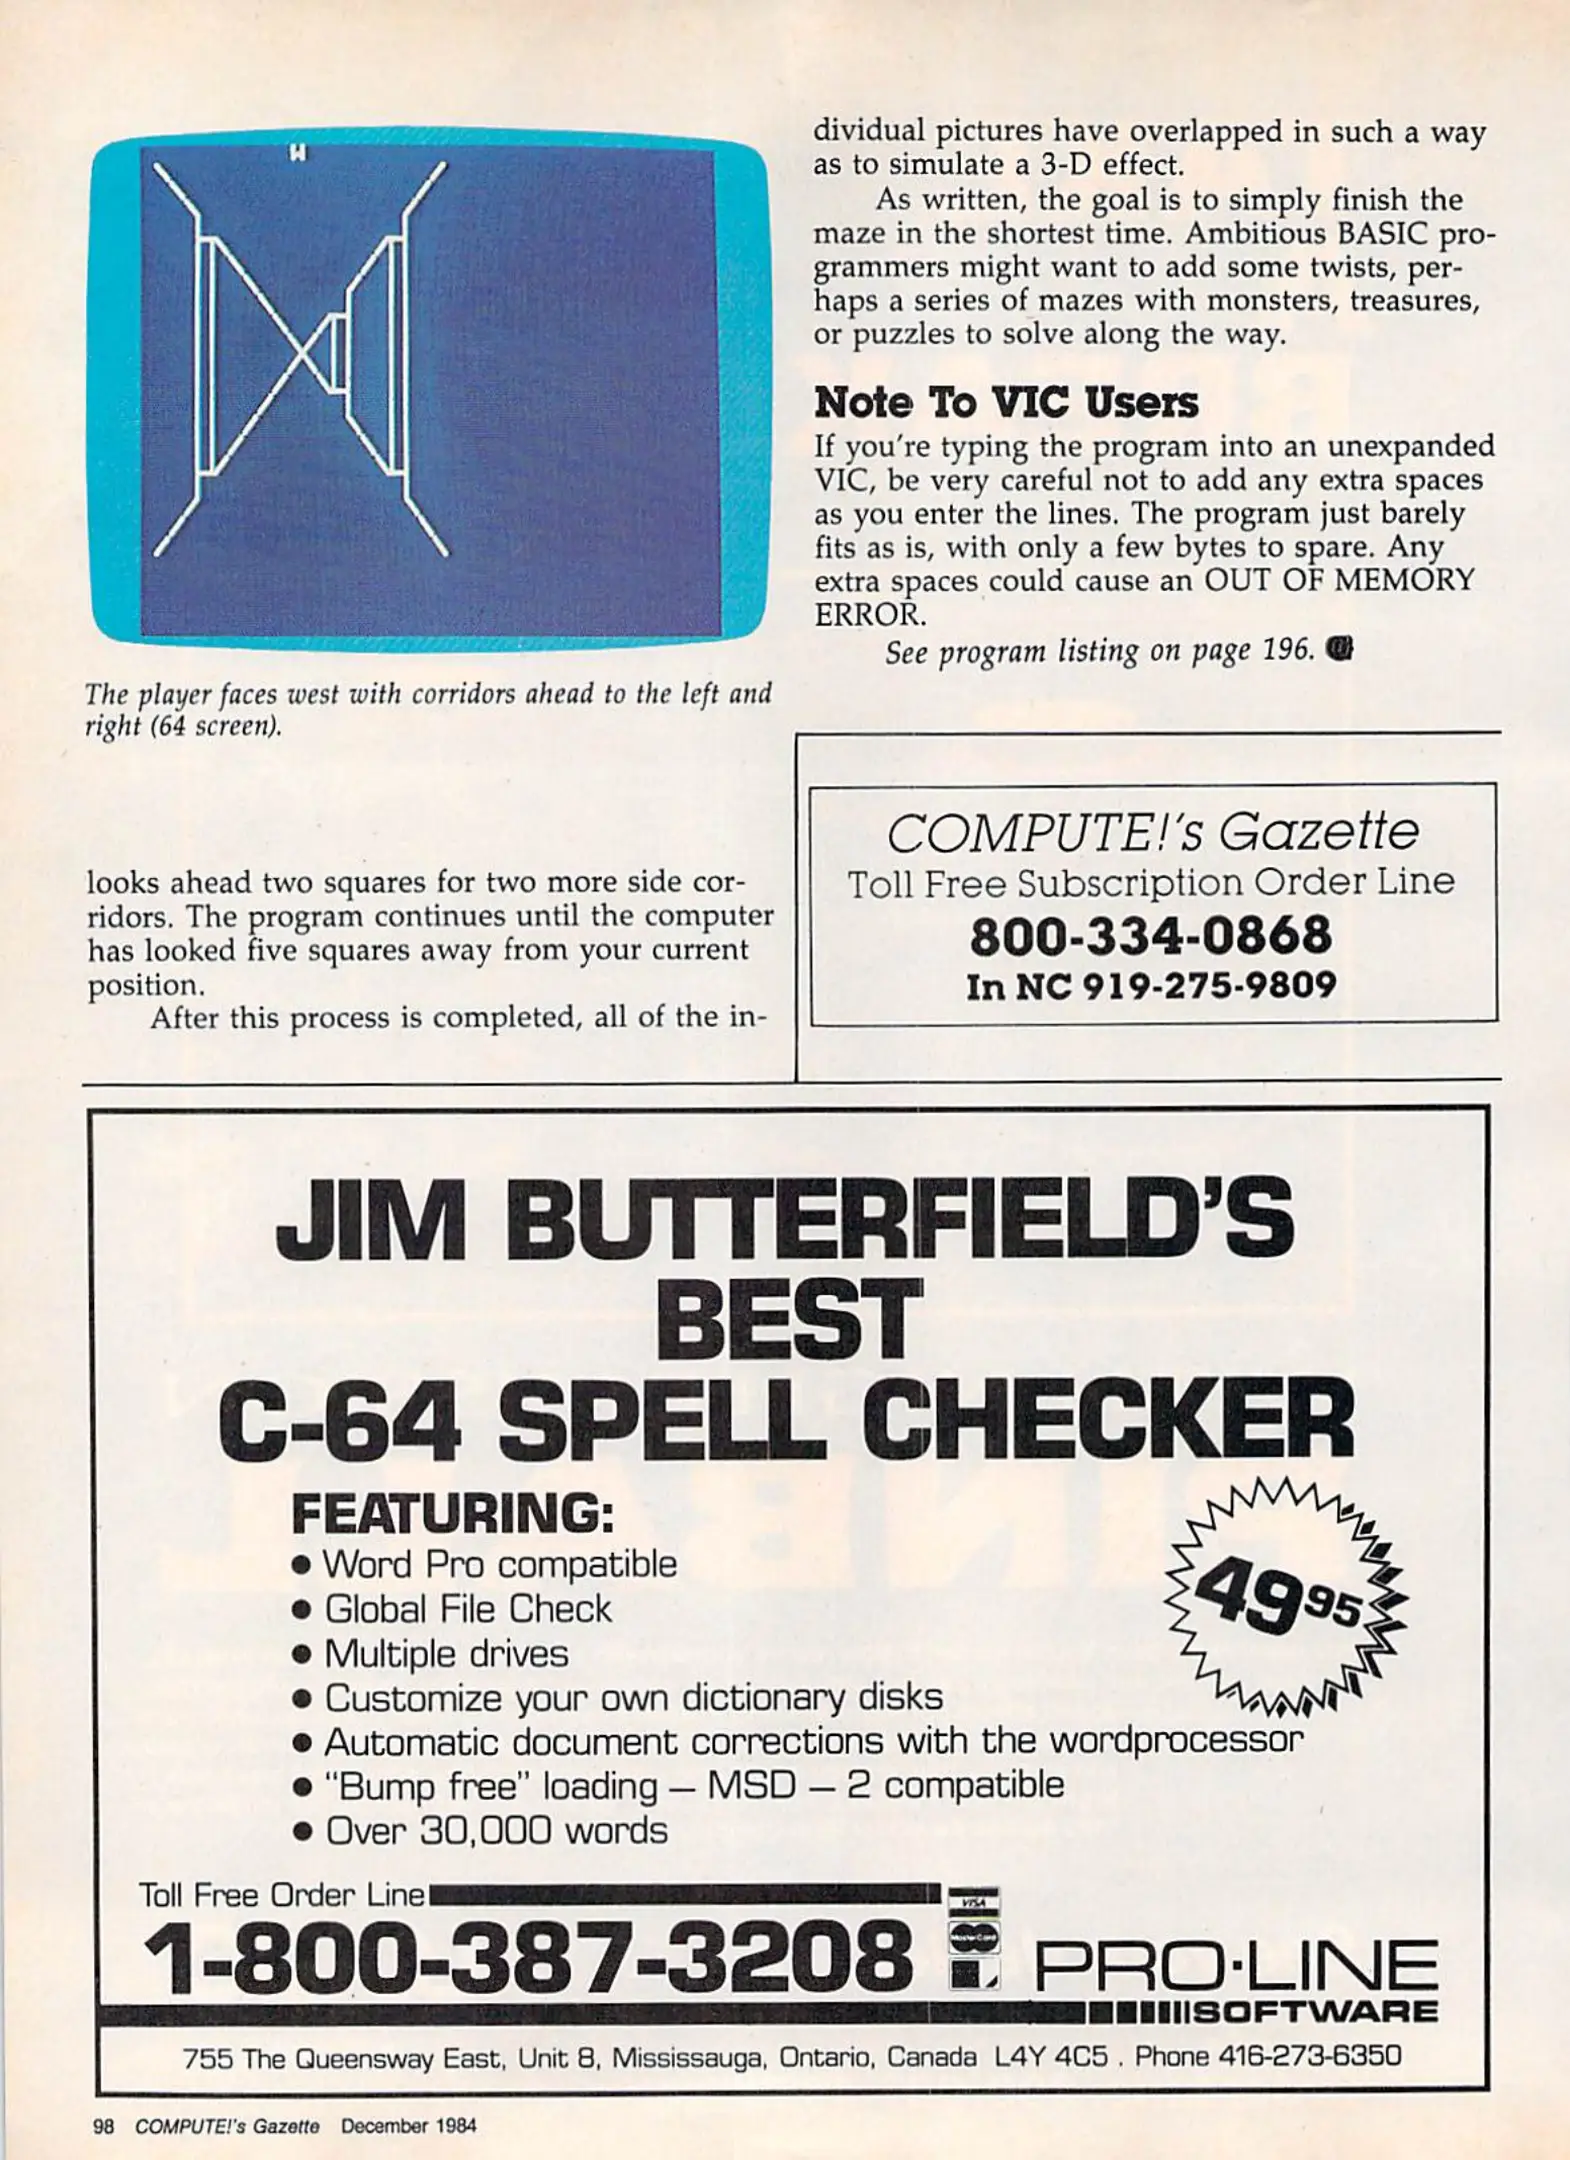 W
The player faces west with corridors ahead to the left and
right (64 screen).
looks ahead two squares for two more side cor-
ridors. The program continues until the computer
has looked five squares away from your current
position.
After this process is completed, all of the in-
dividual pictures have overlapped in such a way
as to simulate a 3-D effect.
As written, the goal is to simply finish the
maze in the shortest time. Ambitious BASIC pro-
grammers might want to add some twists, per-
haps a series of mazes with monsters, treasures,
or puzzles to solve along the way.
Note To VIC Users
If you're typing the program into an unexpanded
VIC, be very careful not to add any extra spaces
as you enter the lines. The program just barely
fits as is, with only a few bytes to spare. Any
extra spaces could cause an OUT OF MEMORY
ERROR.
See program listing on page 196.
COMPUTE!'s Gazette
Toll Free Subscription Order Line
800-334-0868
In NC 919-275-9809
JIM BUTTERFIELD'S
BEST
C-64 SPELL CHECKER
FEATURING:
• Word Pro compatible
• Global File Check
• Multiple drives
• Customize your own dictionary disks
• Automatic document corrections with the wordprocessor
• "Bump free" loading — MSD — 2 compatible
• Over 30,000 words
49 95
Toll Free Order Line
1-800-387-3208
VISA
MasterCard
PRO·LINE
SOFTWARE
755 The Queensway East, Unit 8, Mississauga, Ontario, Canada L4Y 4C5 . Phone 416-273-6350
98 COMPUTE!'s Gazette December 1984